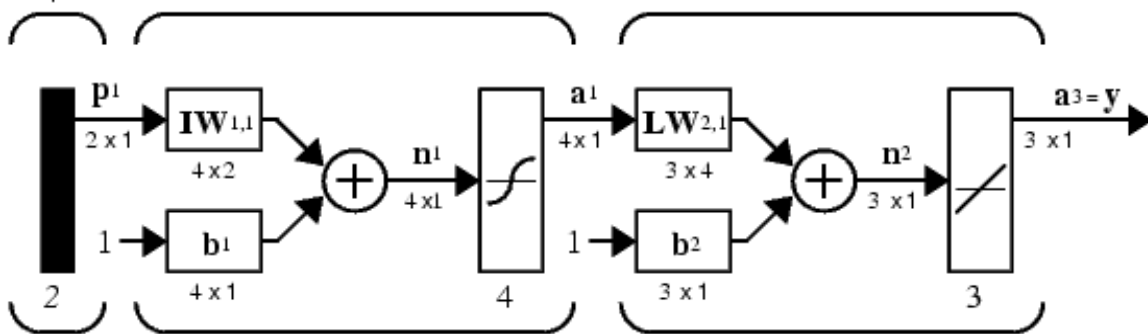 p1
2 x 1
IW1,1
4 x 2
1
b1
4 x 1
n1
4 x1
a1
4x 1
4
LW2,1
3 x 4
1
b2
3 x 1
n2
3 x 1
a3 = y
3 x 1
3
2